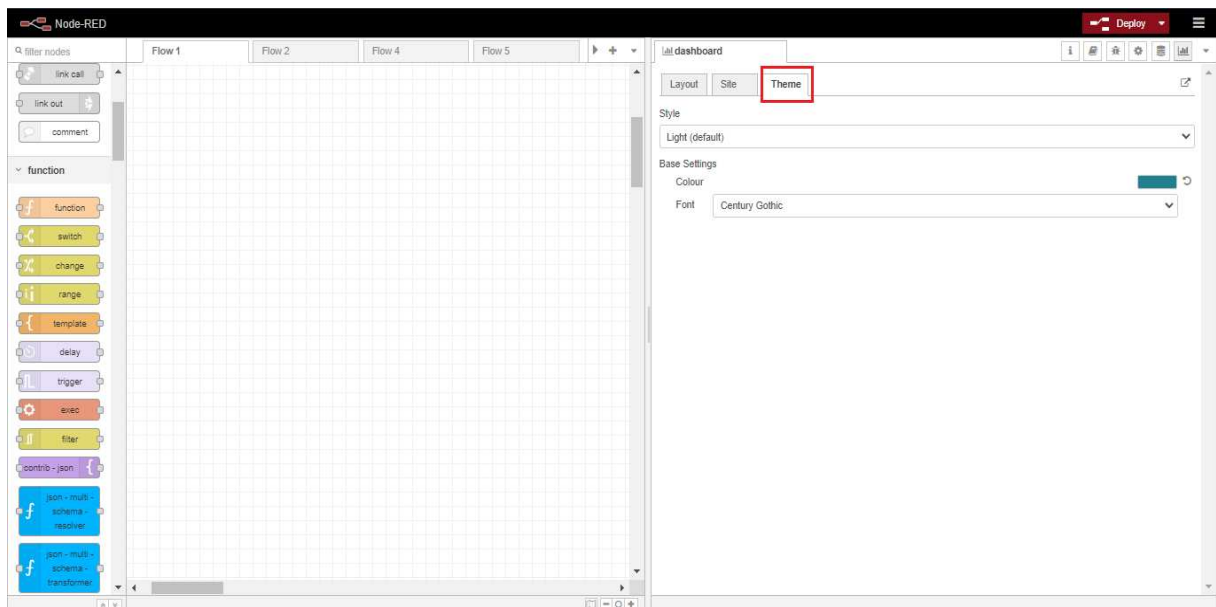 Node-RED
Deploy
filter nodes
Flow 1
Flow 2
Flow 4
Flow 5
dashboard
link call
link out
comment
function
function
switch
change
range
template
delay
trigger
exec
filter
contrib - json
json - multi -
schema -
resolver
json - multi -
schema -
transformer
Layout
Site
Theme
Style
Light (default)
Base Settings
Colour
Font
Century Gothic